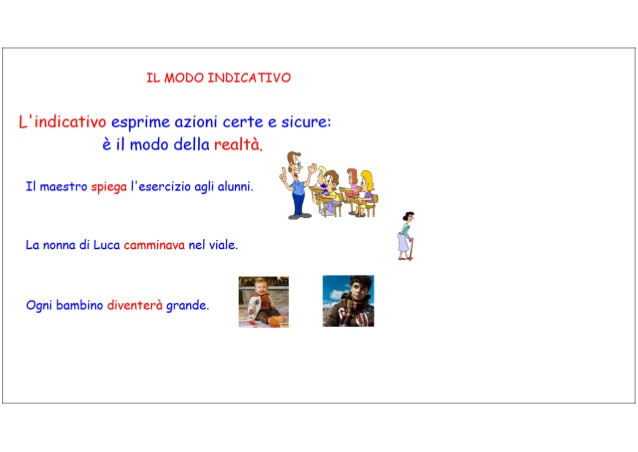 IL MODO INDICATIVO
L'indicativo esprime azioni certe e sicure:
è il modo della realtà.
Il maestro spiega l'esercizio agli alunni.
La nonna di Luca camminava nel viale.
Ogni bambino diventerà grande.